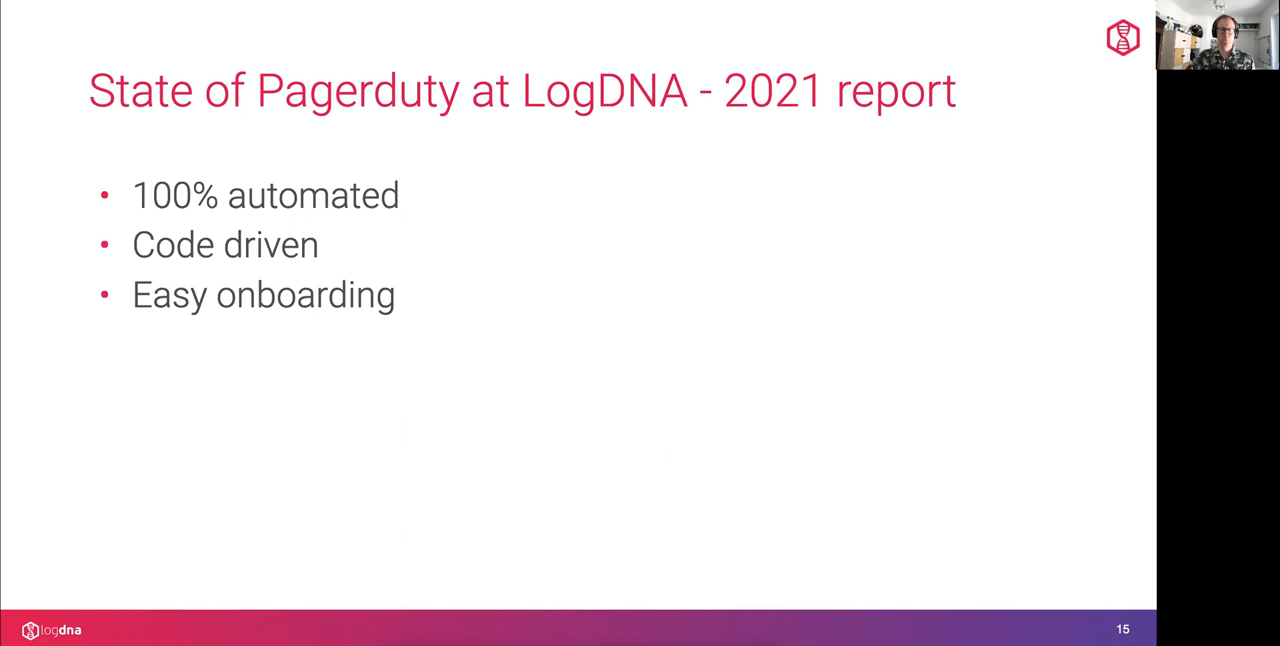 State of Pagerduty at LogDNA - 2021 report
• 100% automated
• Code driven
• Easy onboarding
logdna
15